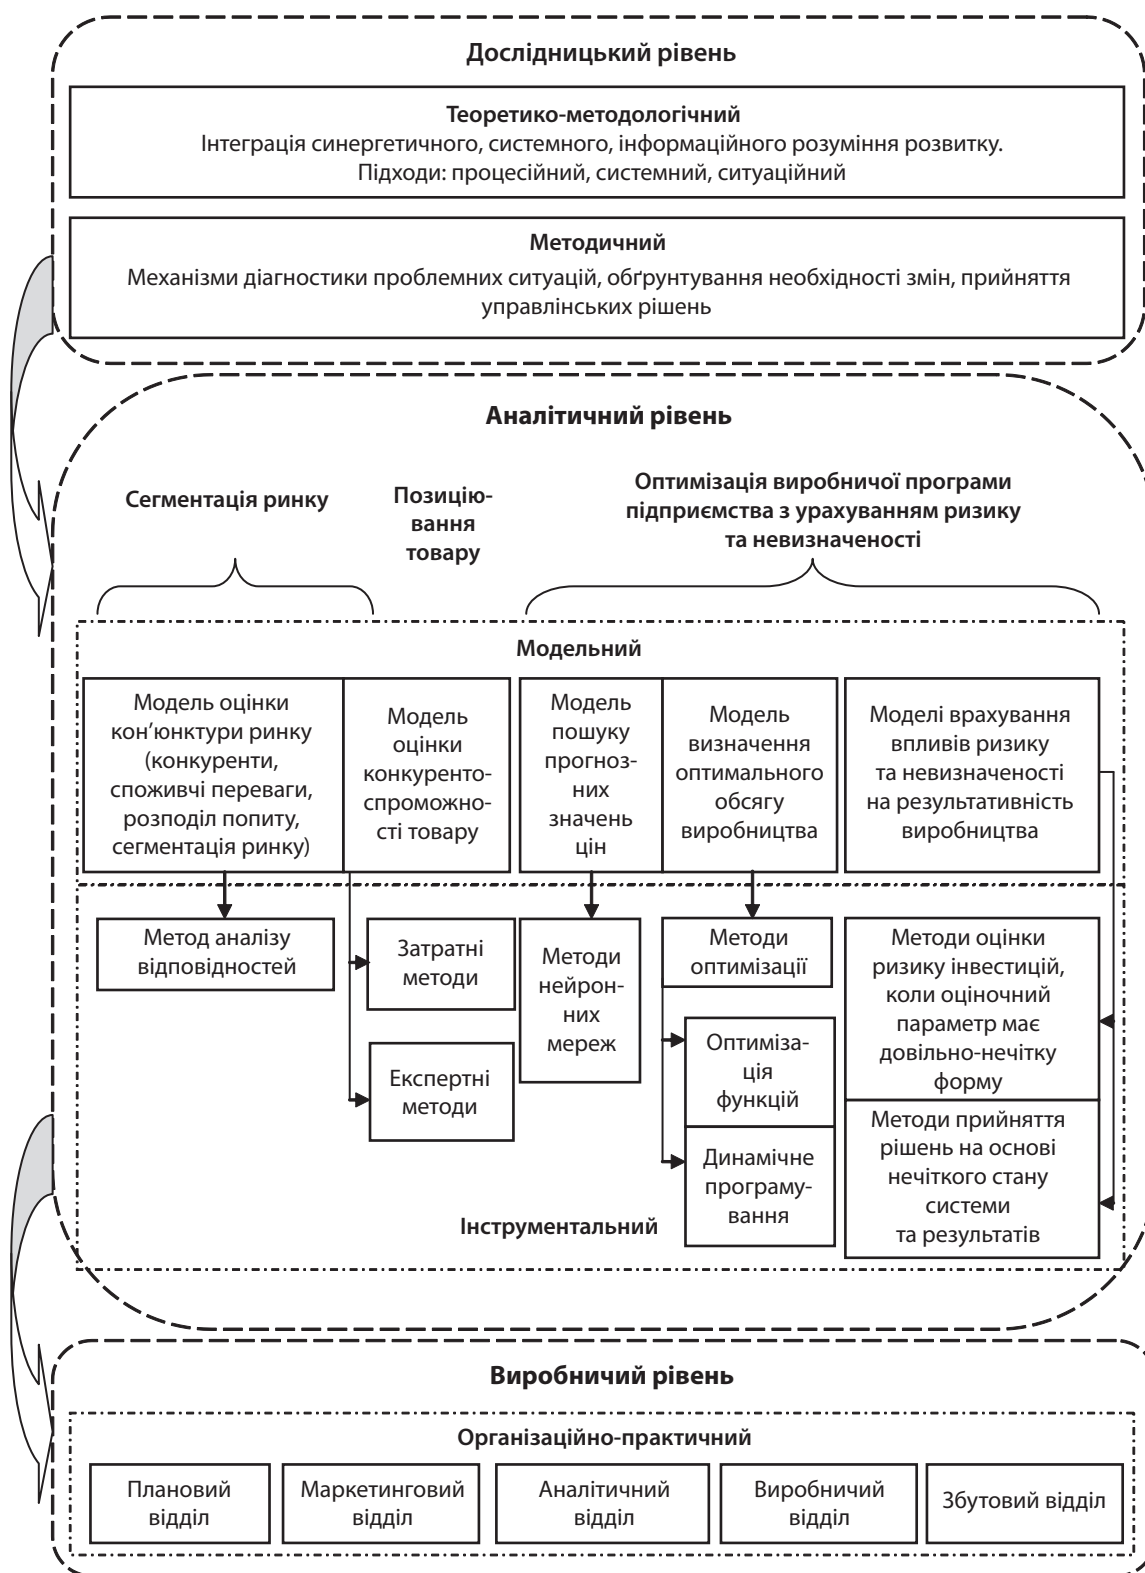 Дослідницький рівень
Теоретико-методологічний
Інтеграція синергетичного, системного, інформаційного розуміння розвитку.
Підходи: процесійний, системний, ситуаційний
Методичний
Механізми діагностики проблемних ситуацій, обґрунтування необхідності змін, прийняття
управлінських рішень
Аналітичний рівень
Сегментація ринку
Позицію-
вання
товару
Оптимізація виробничої програми
підприємства з урахуванням ризику
та невизначеності
Модельний
Модель оцінки
кон’юнктури ринку
(конкуренти,
споживчі переваги,
розподіл попиту,
сегментація ринку)
Модель
оцінки
конкуренто-
спроможно-
сті товару
Модель
пошуку
прогноз-
них
значень
цін
Модель
визначення
оптимального
обсягу
виробництва
Моделі врахування
впливів ризику
та невизначеності
на результативність
виробництва
Метод аналізу
відповідностей
Затратні
методи
Експертні
методи
Методи
нейрон-
них
мереж
Методи
оптимізації
Оптиміза-
ція
функцій
Динамічне
програму-
вання
Методи оцінки
ризику інвестицій,
коли оціночний
параметр має
довільно-нечітку
форму
Методи прийняття
рішень на основі
нечіткого стану
системи
та результатів
Інструментальний
Виробничий рівень
Організаційно-практичний
Плановий
відділ
Маркетинговий
відділ
Аналітичний
відділ
Виробничий
відділ
Збутовий відділ